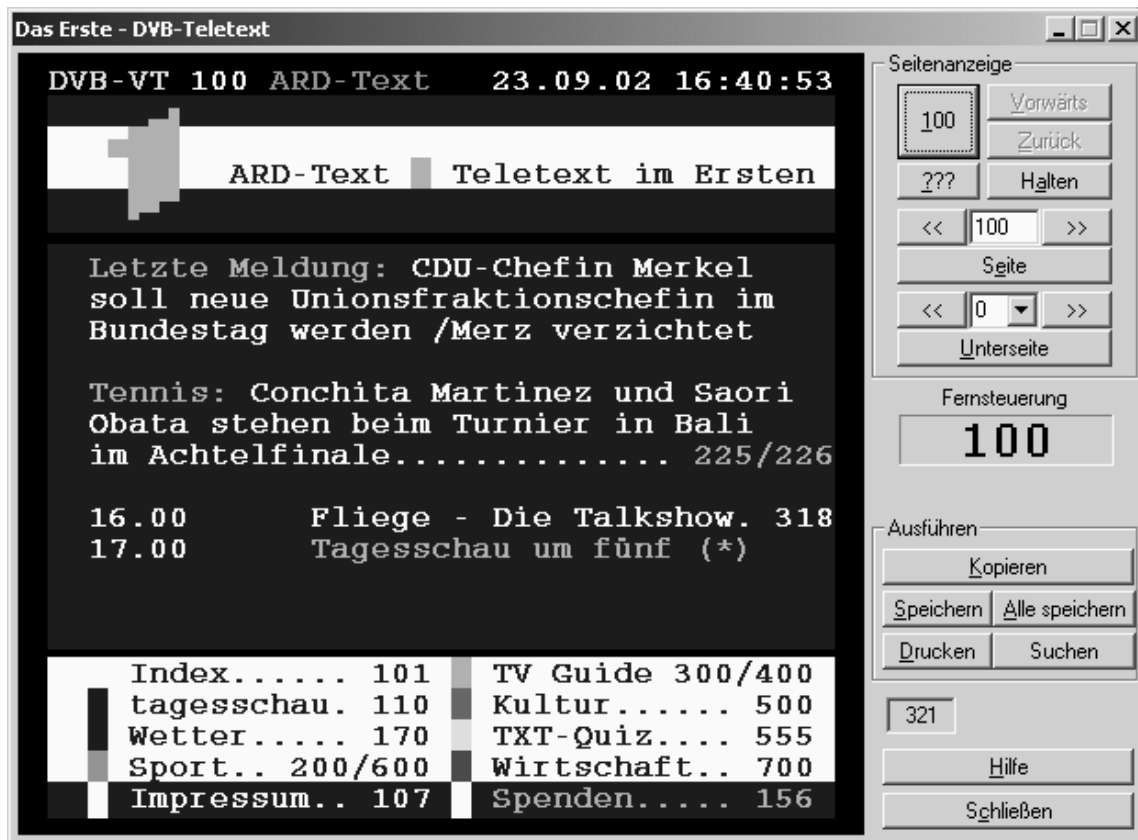 Das Erste - DVB-Teletext
DVB-VT 100 ARD-Text 23.09.02 16:40:53
ARD-Text Teletext im Ersten
Letzte Meldung: CDU-Chefin Merkel
soll neue Unionsfraktionschefin im
Bundestag werden /Merz verzichtet
Tennis: Conchita Martinez und Saori
Obata stehen beim Turnier in Bali
im Achtelfinale.............. 225/226
16.00 Fliege - Die Talkshow. 318
17.00 Tagesschau um fünf (*)
Index...... 101 TV Guide 300/400
tagesschau. 110 Kultur...... 500
Wetter..... 170 TXT-Quiz.... 555
Sport.. 200/600 Wirtschaft.. 700
Impressum.. 107 Spenden..... 156
Seitenanzeige
100 Vorwärts
Zurück
??? Halten
<< 100 >>
Seite
<< 0 >>
Unterseite
Fernsteuerung
100
Ausführen
Kopieren
Speichern Alle speichern
Drucken Suchen
321
Hilfe
Schließen